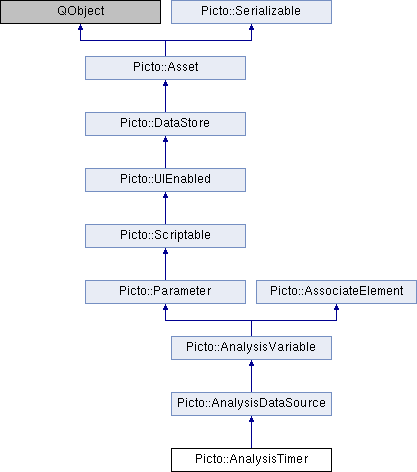 QObject
Picto::Serializable
Picto::Asset
Picto::DataStore
Picto::UIEnabled
Picto::Scriptable
Picto::Parameter
Picto::AssociateElement
Picto::AnalysisVariable
Picto::AnalysisDataSource
Picto::AnalysisTimer